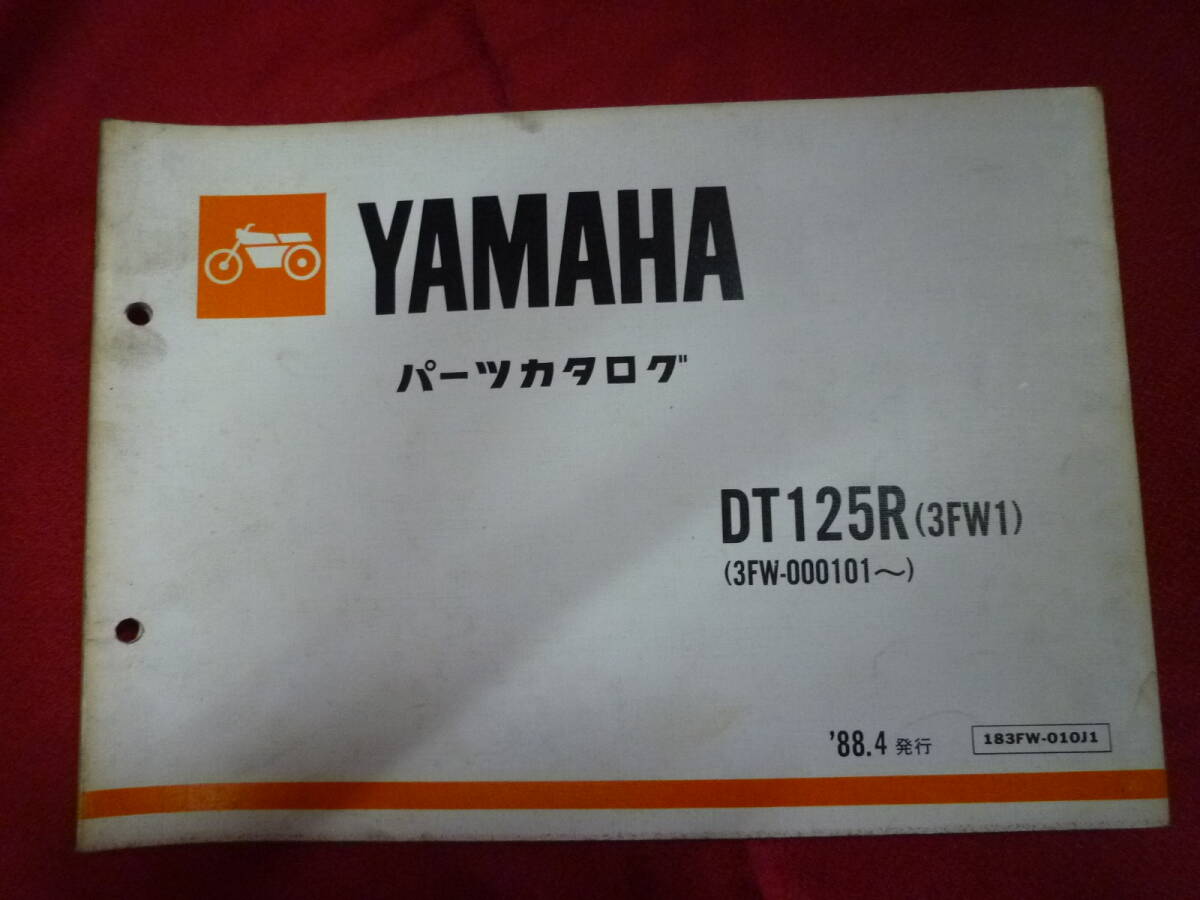 YAMAHA
パーツカタログ
DT125R (3FW1)
(3FW-000101～)
'88.4 発行
183FW-010J1